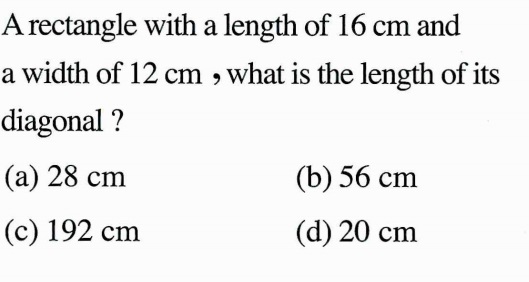 A rectangle with a length of 16 cm and
a width of 12 cm , what is the length of its
diagonal ?
(a) 28 cm (b) 56 cm
(c) 192 cm (d) 20 cm